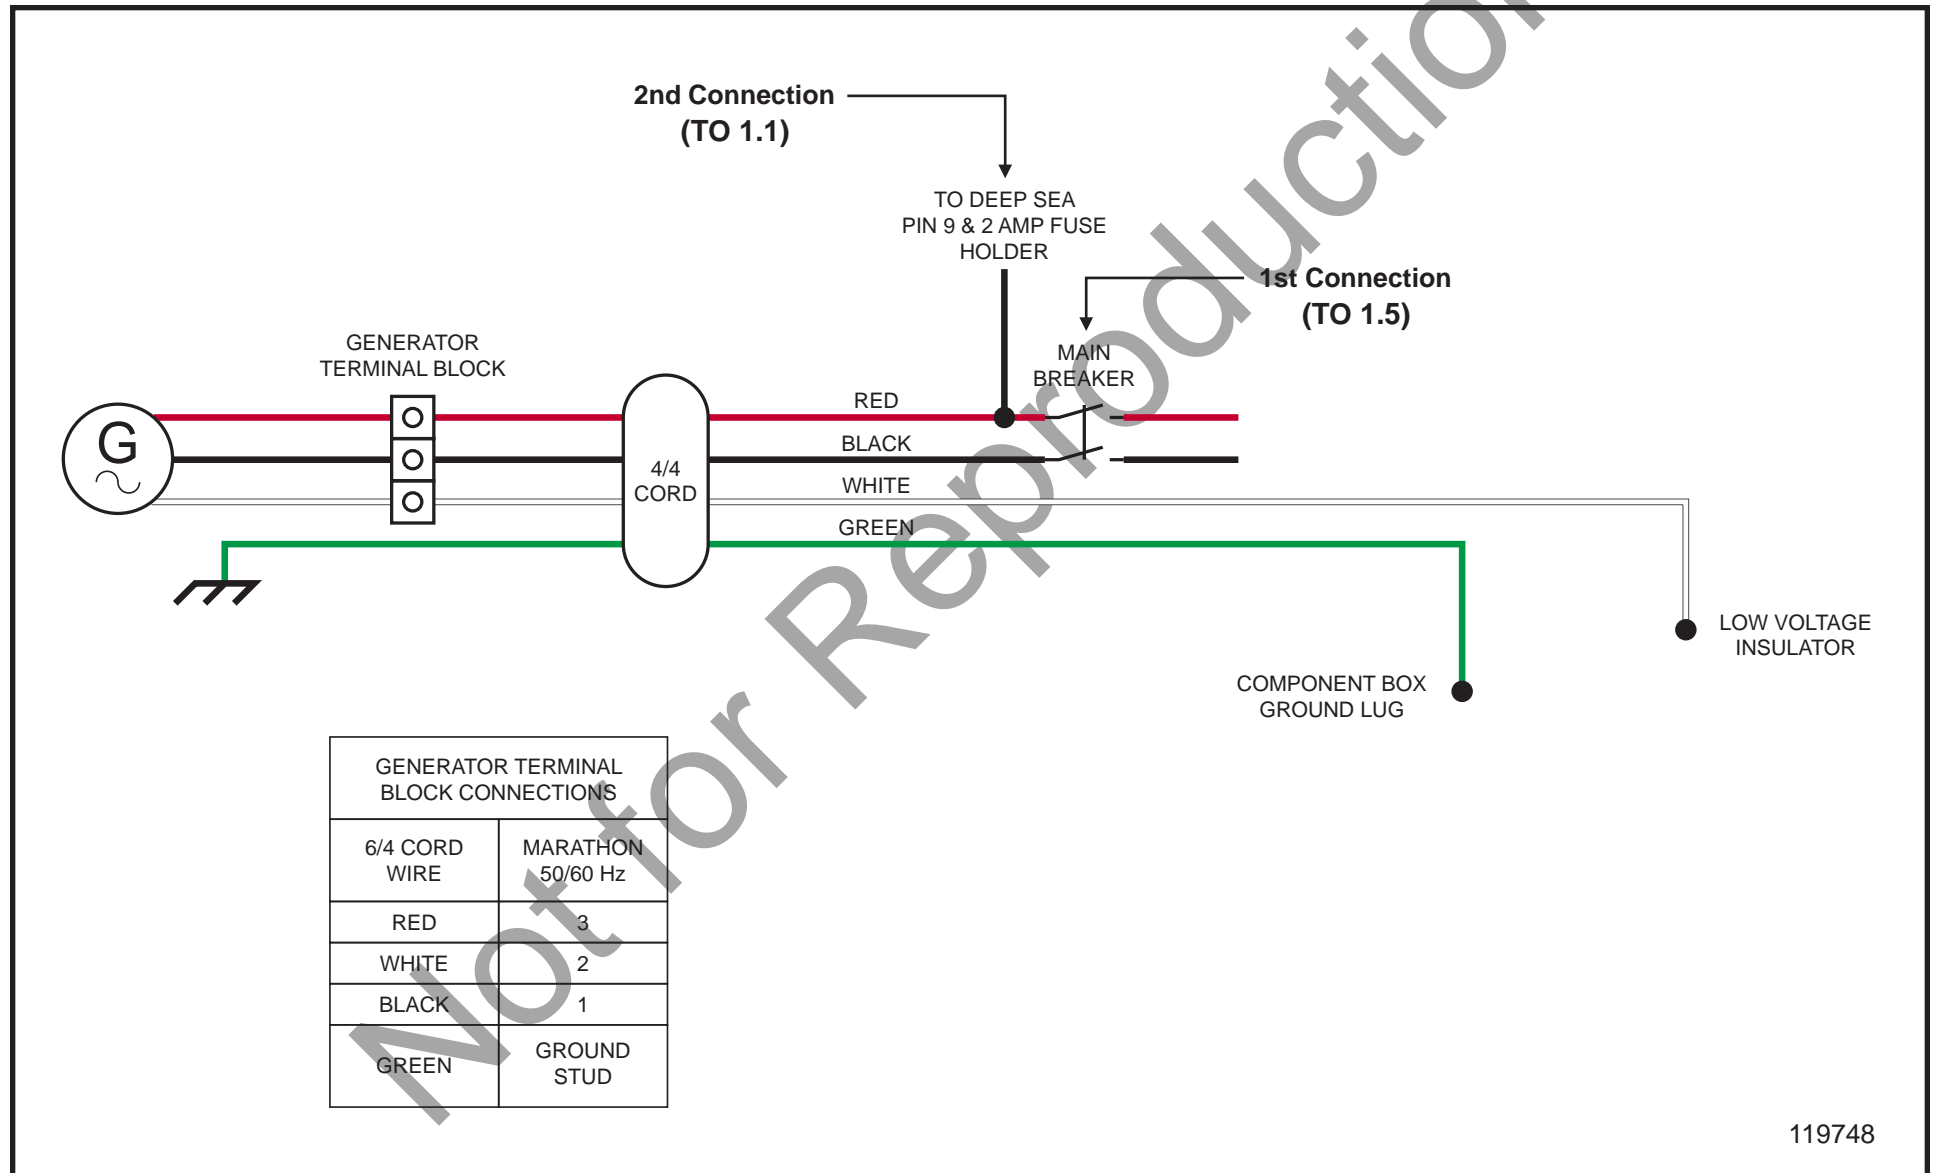 2nd Connection
(TO 1.1)
TO DEEP SEA
PIN 9 & 2 AMP FUSE
HOLDER
1st Connection
(TO 1.5)
MAIN
BREAKER
GENERATOR
TERMINAL BLOCK
G
4/4
CORD
RED
BLACK
WHITE
GREEN
LOW VOLTAGE
INSULATOR
COMPONENT BOX
GROUND LUG
GENERATOR TERMINAL
BLOCK CONNECTIONS
6/4 CORD
WIRE
MARATHON
50/60 Hz
RED
3
WHITE
2
BLACK
1
GREEN
GROUND
STUD
119748
Not for Reproduction